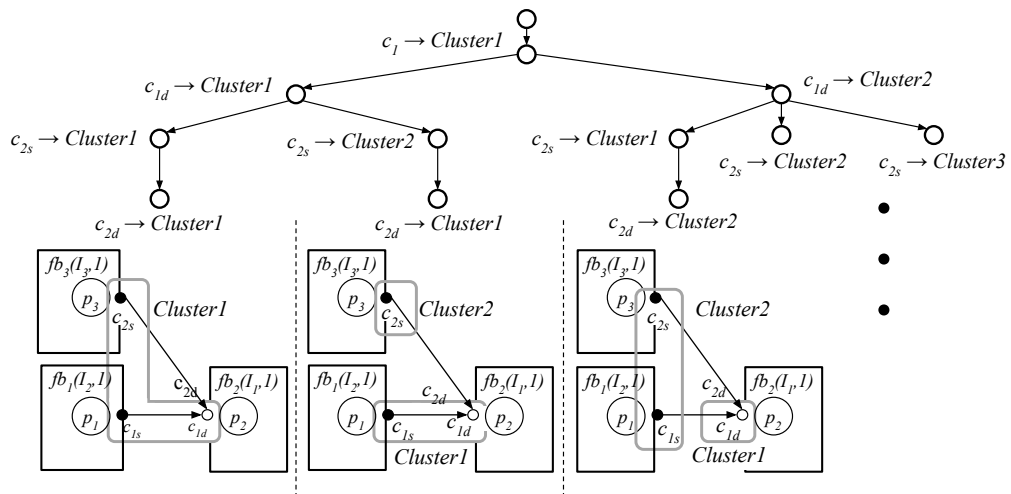 c1 → Cluster1
c1d → Cluster1
c1d → Cluster2
c2s → Cluster1
c2s → Cluster2
c2s → Cluster1
c2s → Cluster2
c2s → Cluster3
c2d → Cluster1
c2d → Cluster1
c2d → Cluster2
fb3(I3,1)
p3
c2s
Cluster1
fb1(I2,1)
p1
c1s
c2d
c1d
fb2(I1,1)
p2
fb3(I3,1)
p3
c2s
Cluster2
fb1(I2,1)
p1
c1s
c2d
c1d
fb2(I1,1)
p2
Cluster1
fb3(I3,1)
p3
c2s
Cluster2
fb1(I2,1)
p1
c1s
c2d
c1d
fb2(I1,1)
p2
Cluster1